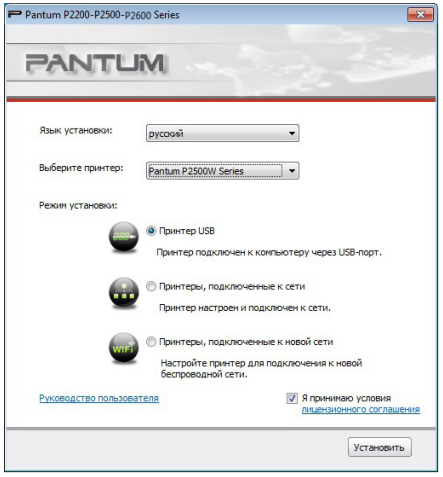 Pantum P2200-P2500-P2600 Series
PANTUM
Язык установки:
русский
Выберите принтер:
Pantum P2500W Series
Режим установки:
USB
Принтер USB
Принтер подключен к компьютеру через USB-порт.
Принтеры, подключенные к сети
Принтер настроен и подключен к сети.
WiFi
Принтеры, подключенные к новой сети
Настройте принтер для подключения к новой
беспроводной сети.
Руководство пользователя
Я принимаю условия
лицензионного соглашения
Установить